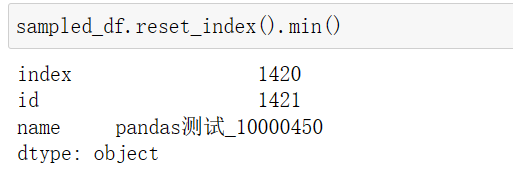 sampled_df.reset_index().min()
index 1420
id 1421
name pandas测试_10000450
dtype: object